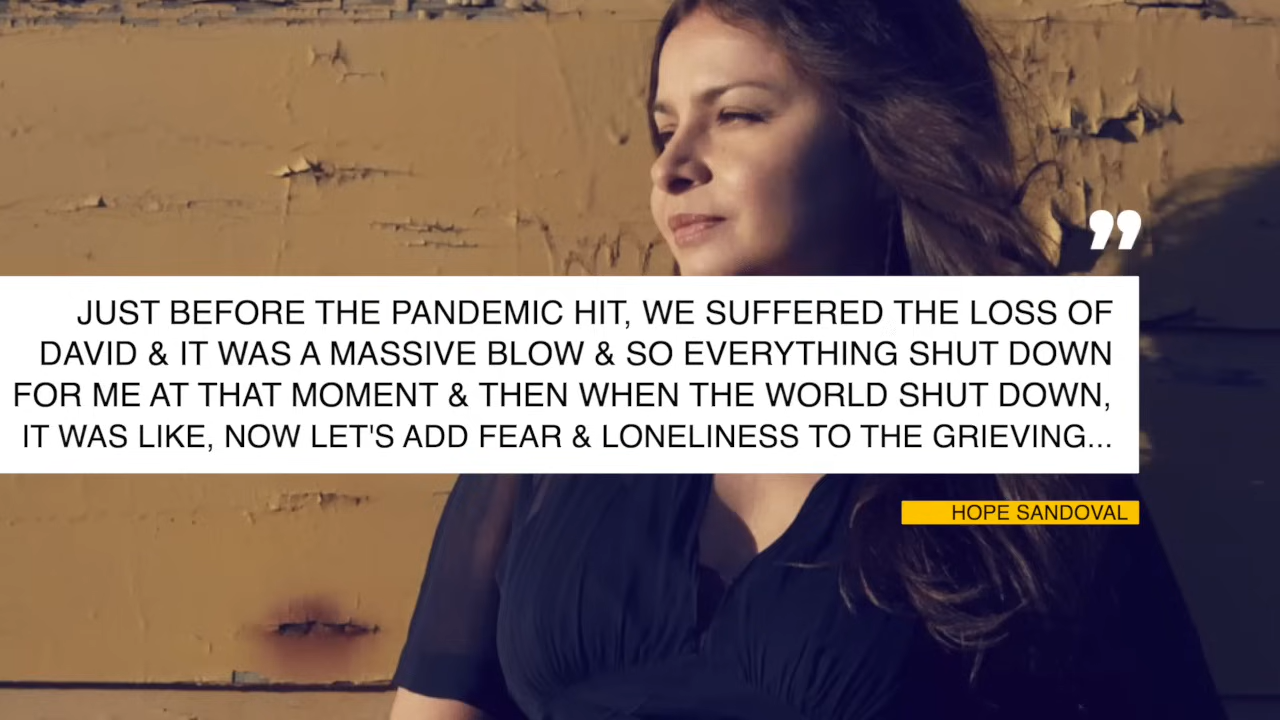 ”
JUST BEFORE THE PANDEMIC HIT, WE SUFFERED THE LOSS OF
DAVID & IT WAS A MASSIVE BLOW & SO EVERYTHING SHUT DOWN
FOR ME AT THAT MOMENT & THEN WHEN THE WORLD SHUT DOWN,
IT WAS LIKE, NOW LET'S ADD FEAR & LONELINESS TO THE GRIEVING...
HOPE SANDOVAL